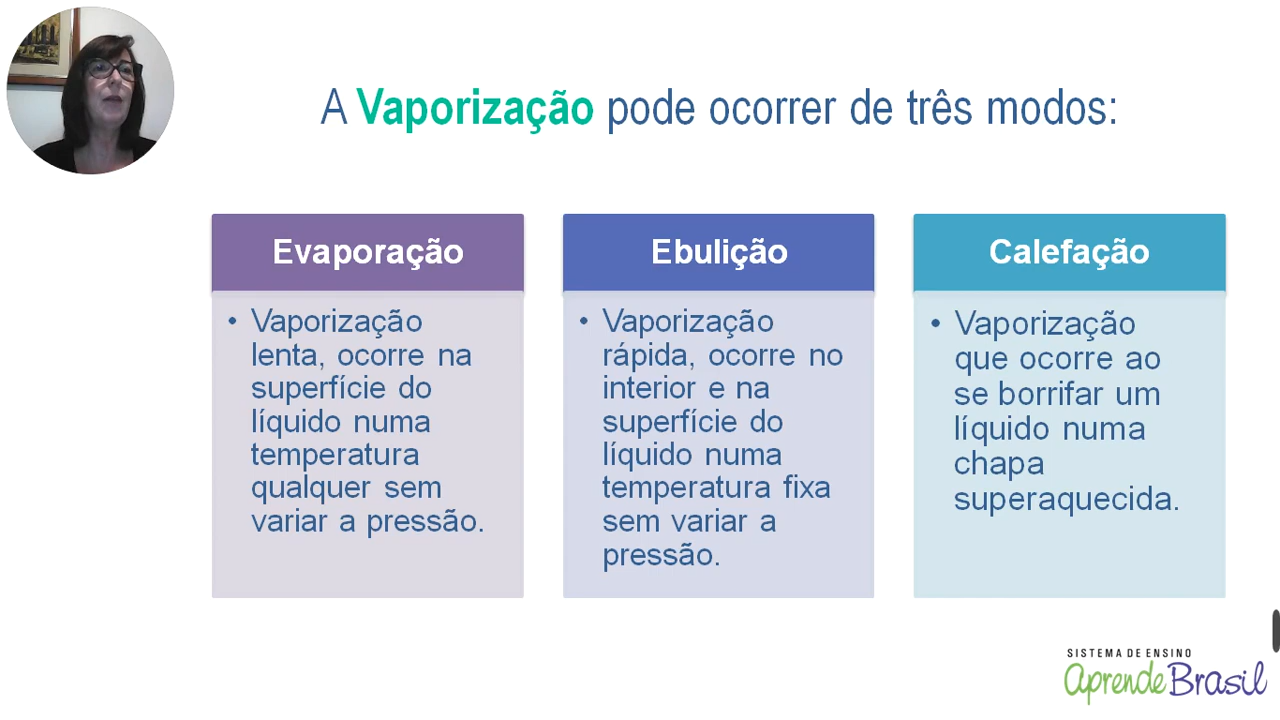 A Vaporização pode ocorrer de três modos:
Evaporação
• Vaporização
lenta, ocorre na
superfície do
líquido numa
temperatura
qualquer sem
variar a pressão.
Ebulição
• Vaporização
rápida, ocorre no
interior e na
superfície do
líquido numa
temperatura fixa
sem variar a
pressão.
Calefação
• Vaporização
que ocorre ao
se borrifar um
líquido numa
chapa
superaquecida.
SISTEMA DE ENSINO
aprendeBrasil